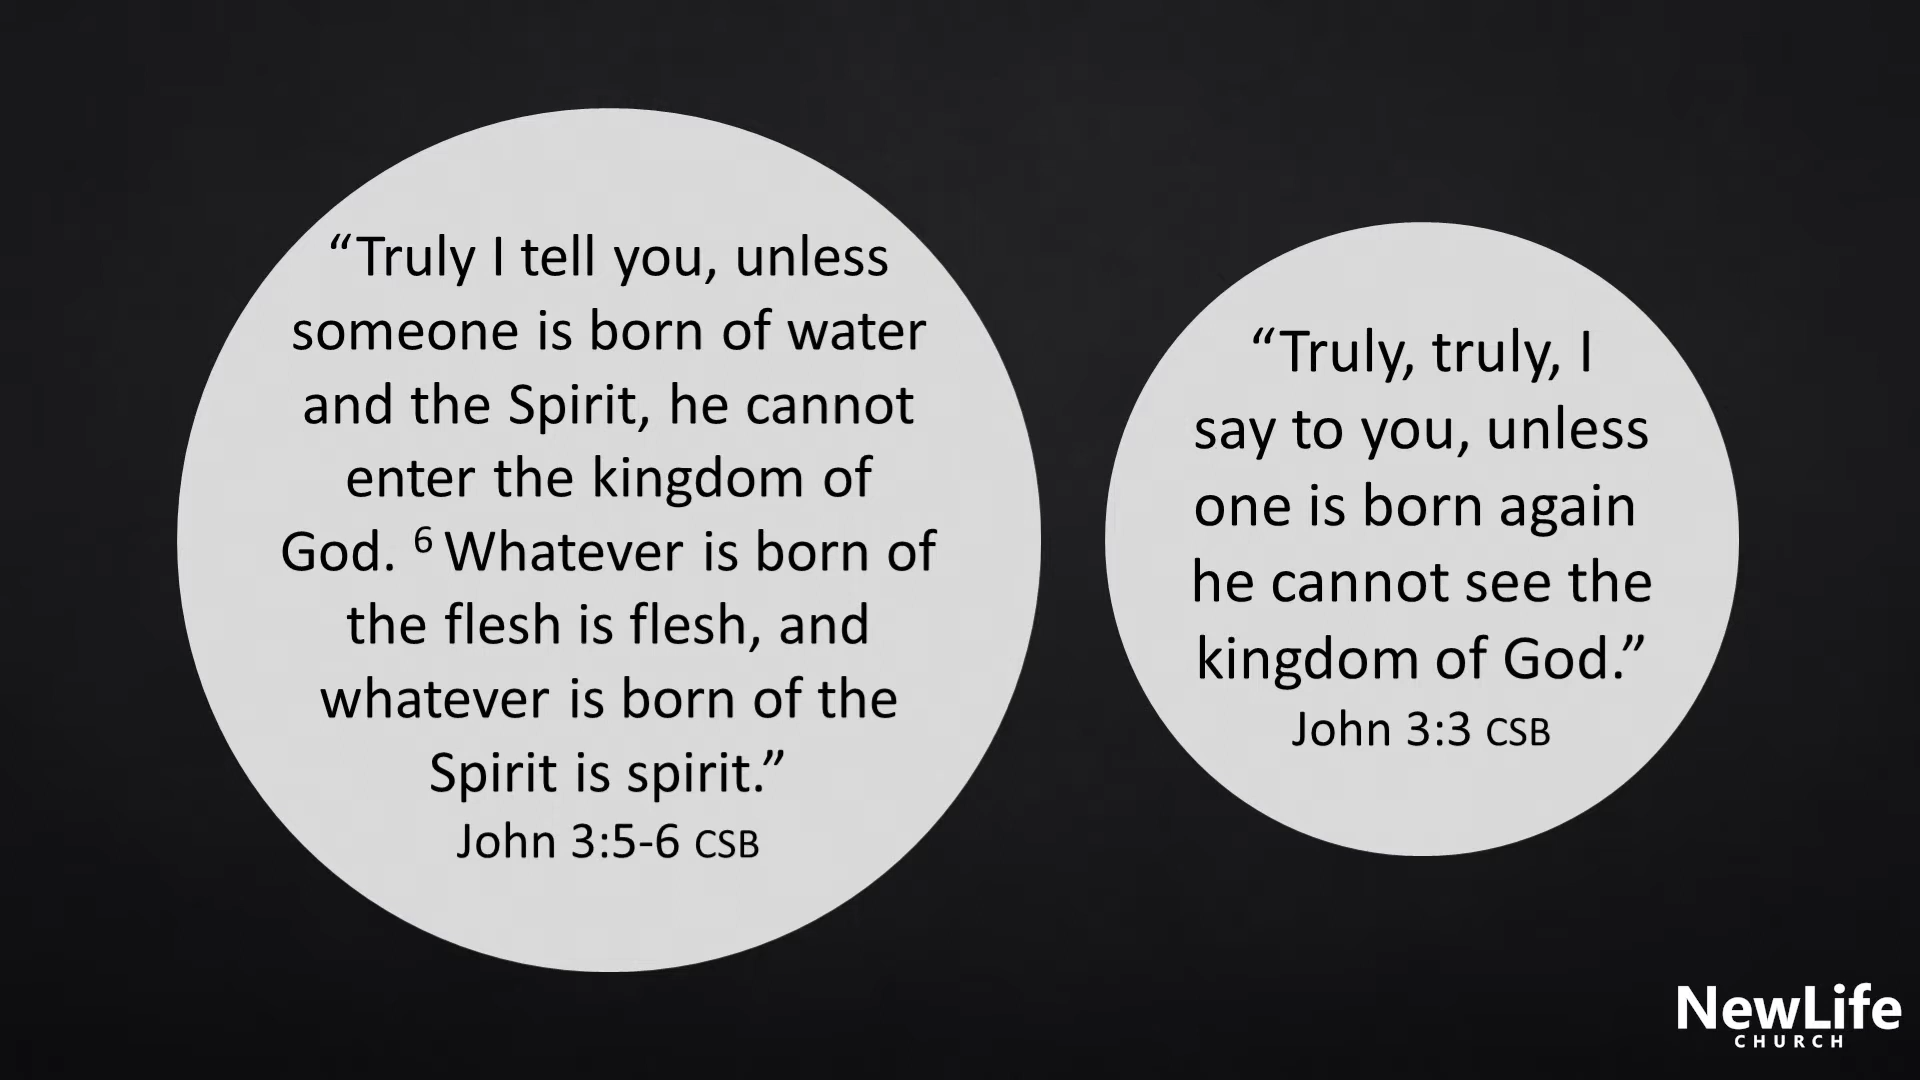 “Truly I tell you, unless
someone is born of water
and the Spirit, he cannot
enter the kingdom of
God. ⁶ Whatever is born of
the flesh is flesh, and
whatever is born of the
Spirit is spirit.”
John 3:5-6 CSB
“Truly, truly, I
say to you, unless
one is born again
he cannot see the
kingdom of God.”
John 3:3 CSB
NewLife
CHURCH